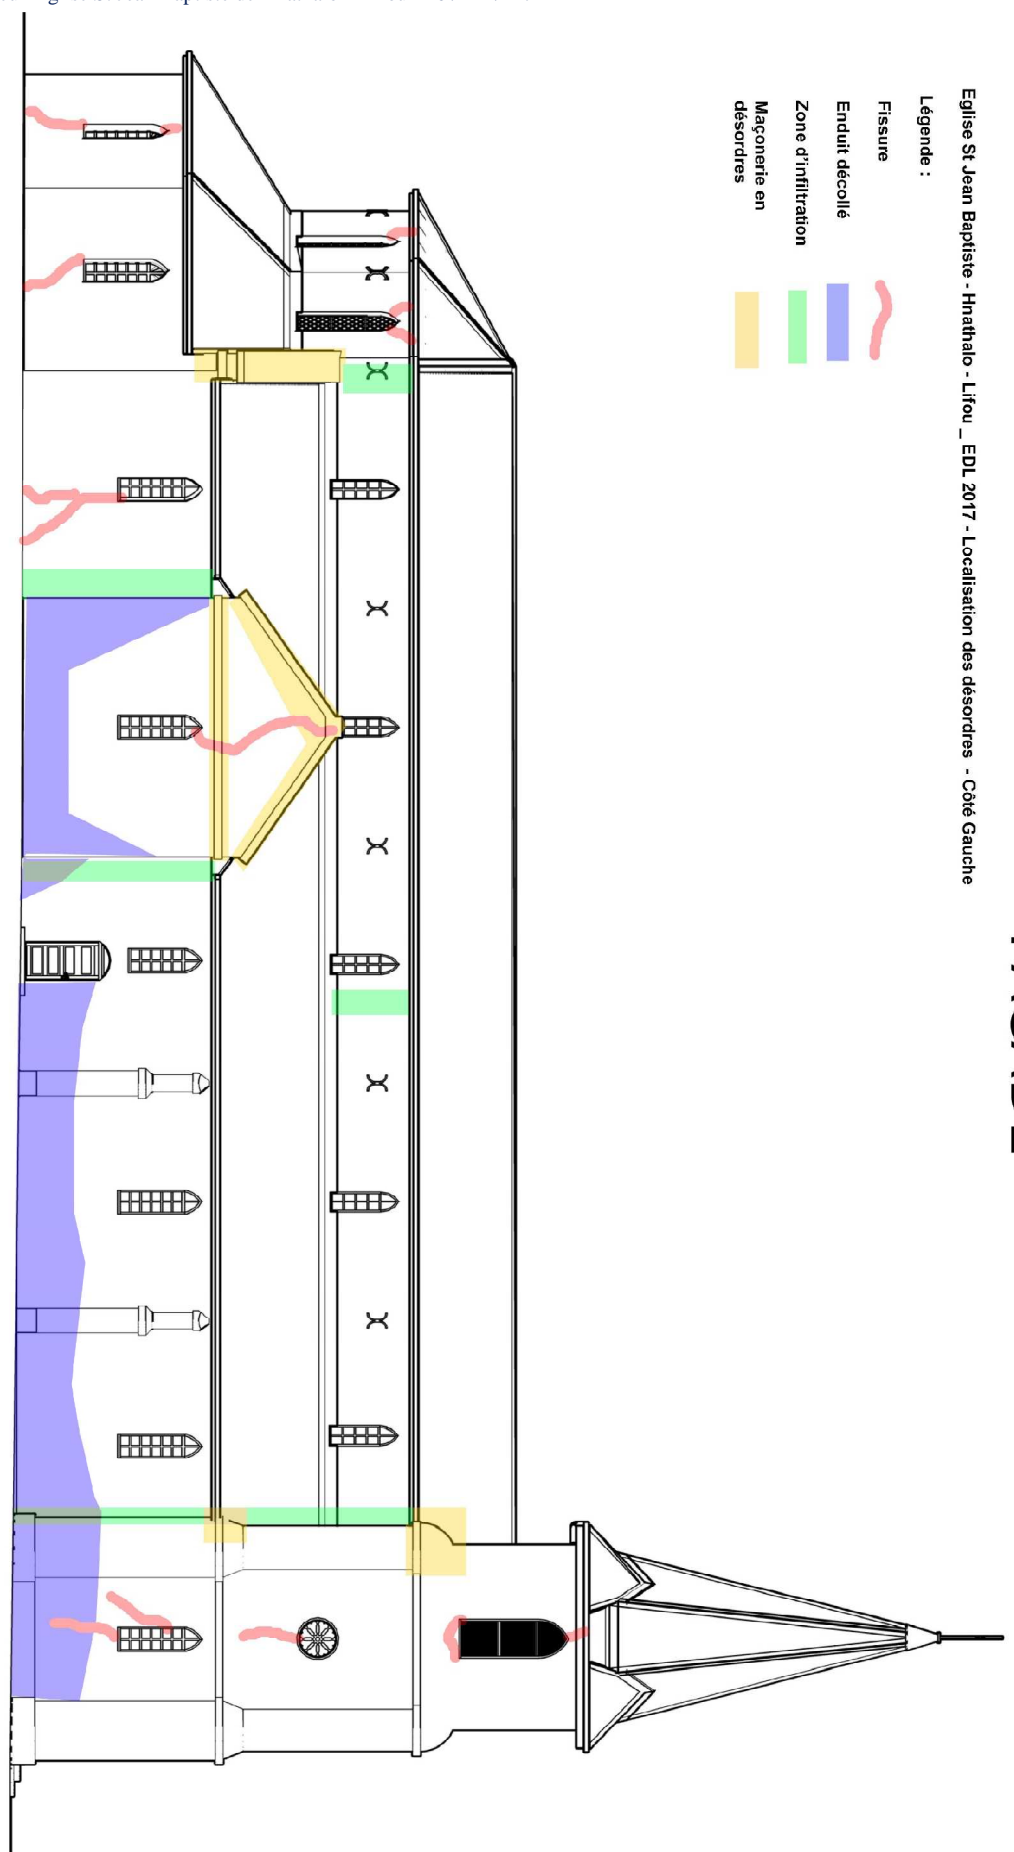 Eglise St Jean Baptiste - Hnathalo - Lifou _ EDL 2017 - Localisation des désordres - Côté Gauche
Légende :
Fissure
Enduit décollé
Zone d'infiltration
Maçonerie en
désordres